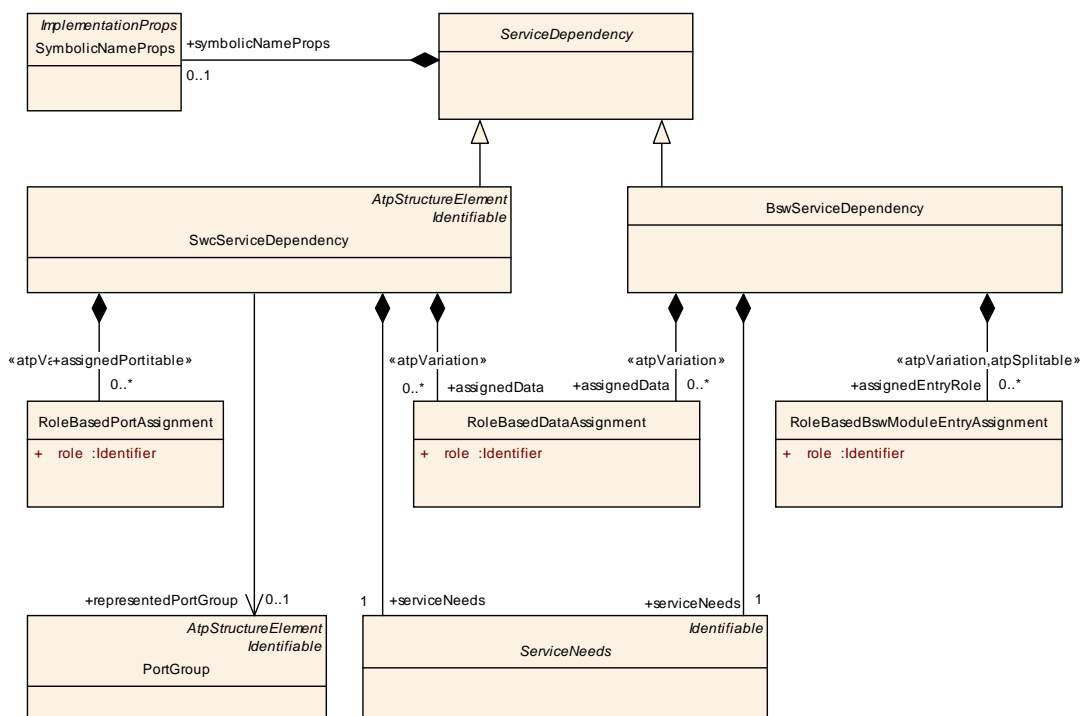 ImplementationProps
SymbolicNameProps
+symbolicNameProps
0..1
ServiceDependency
AtpStructureElement
Identifiable
SwcServiceDependency
BswServiceDependency
«atpVa
+assignedPortitable»
0..*
«atpVariation»
0..*
+assignedData
«atpVariation»
+assignedData
0..*
«atpVariation,atpSplitable»
+assignedEntryRole
0..*
RoleBasedPortAssignment
+ role :Identifier
RoleBasedDataAssignment
+ role :Identifier
RoleBasedBswModuleEntryAssignment
+ role :Identifier
+representedPortGroup
0..1
1
+serviceNeeds
+serviceNeeds
1
AtpStructureElement
Identifiable
PortGroup
Identifiable
ServiceNeeds